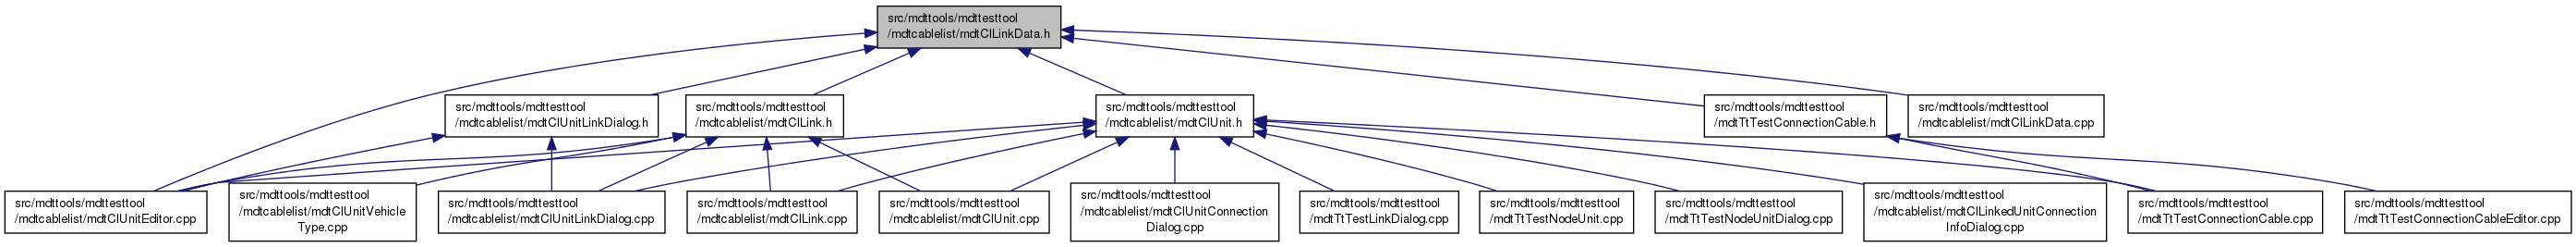 src/mdttools/mdttesttool
/mdtcablelist/mdtClLinkData.h
src/mdttools/mdttesttool
/mdtcablelist/mdtClUnitLinkDialog.h
src/mdttools/mdttesttool
/mdtcablelist/mdtClLink.h
src/mdttools/mdttesttool
/mdtcablelist/mdtClUnit.h
src/mdttools/mdttesttool
/mdtTtTestConnectionCable.h
src/mdttools/mdttesttool
/mdtcablelist/mdtClLinkData.cpp
src/mdttools/mdttesttool
/mdtcablelist/mdtClUnitEditor.cpp
src/mdttools/mdttesttool
/mdtcablelist/mdtClUnitVehicle
Type.cpp
src/mdttools/mdttesttool
/mdtcablelist/mdtClUnitLinkDialog.cpp
src/mdttools/mdttesttool
/mdtcablelist/mdtClLink.cpp
src/mdttools/mdttesttool
/mdtcablelist/mdtClUnit.cpp
src/mdttools/mdttesttool
/mdtcablelist/mdtClUnitConnection
Dialog.cpp
src/mdttools/mdttesttool
/mdtTtTestLinkDialog.cpp
src/mdttools/mdttesttool
/mdtTtTestNodeUnit.cpp
src/mdttools/mdttesttool
/mdtTtTestNodeUnitDialog.cpp
src/mdttools/mdttesttool
/mdtcablelist/mdtClLinkedUnitConnection
InfoDialog.cpp
src/mdttools/mdttesttool
/mdtTtTestConnectionCable.cpp
src/mdttools/mdttesttool
/mdtTtTestConnectionCableEditor.cpp